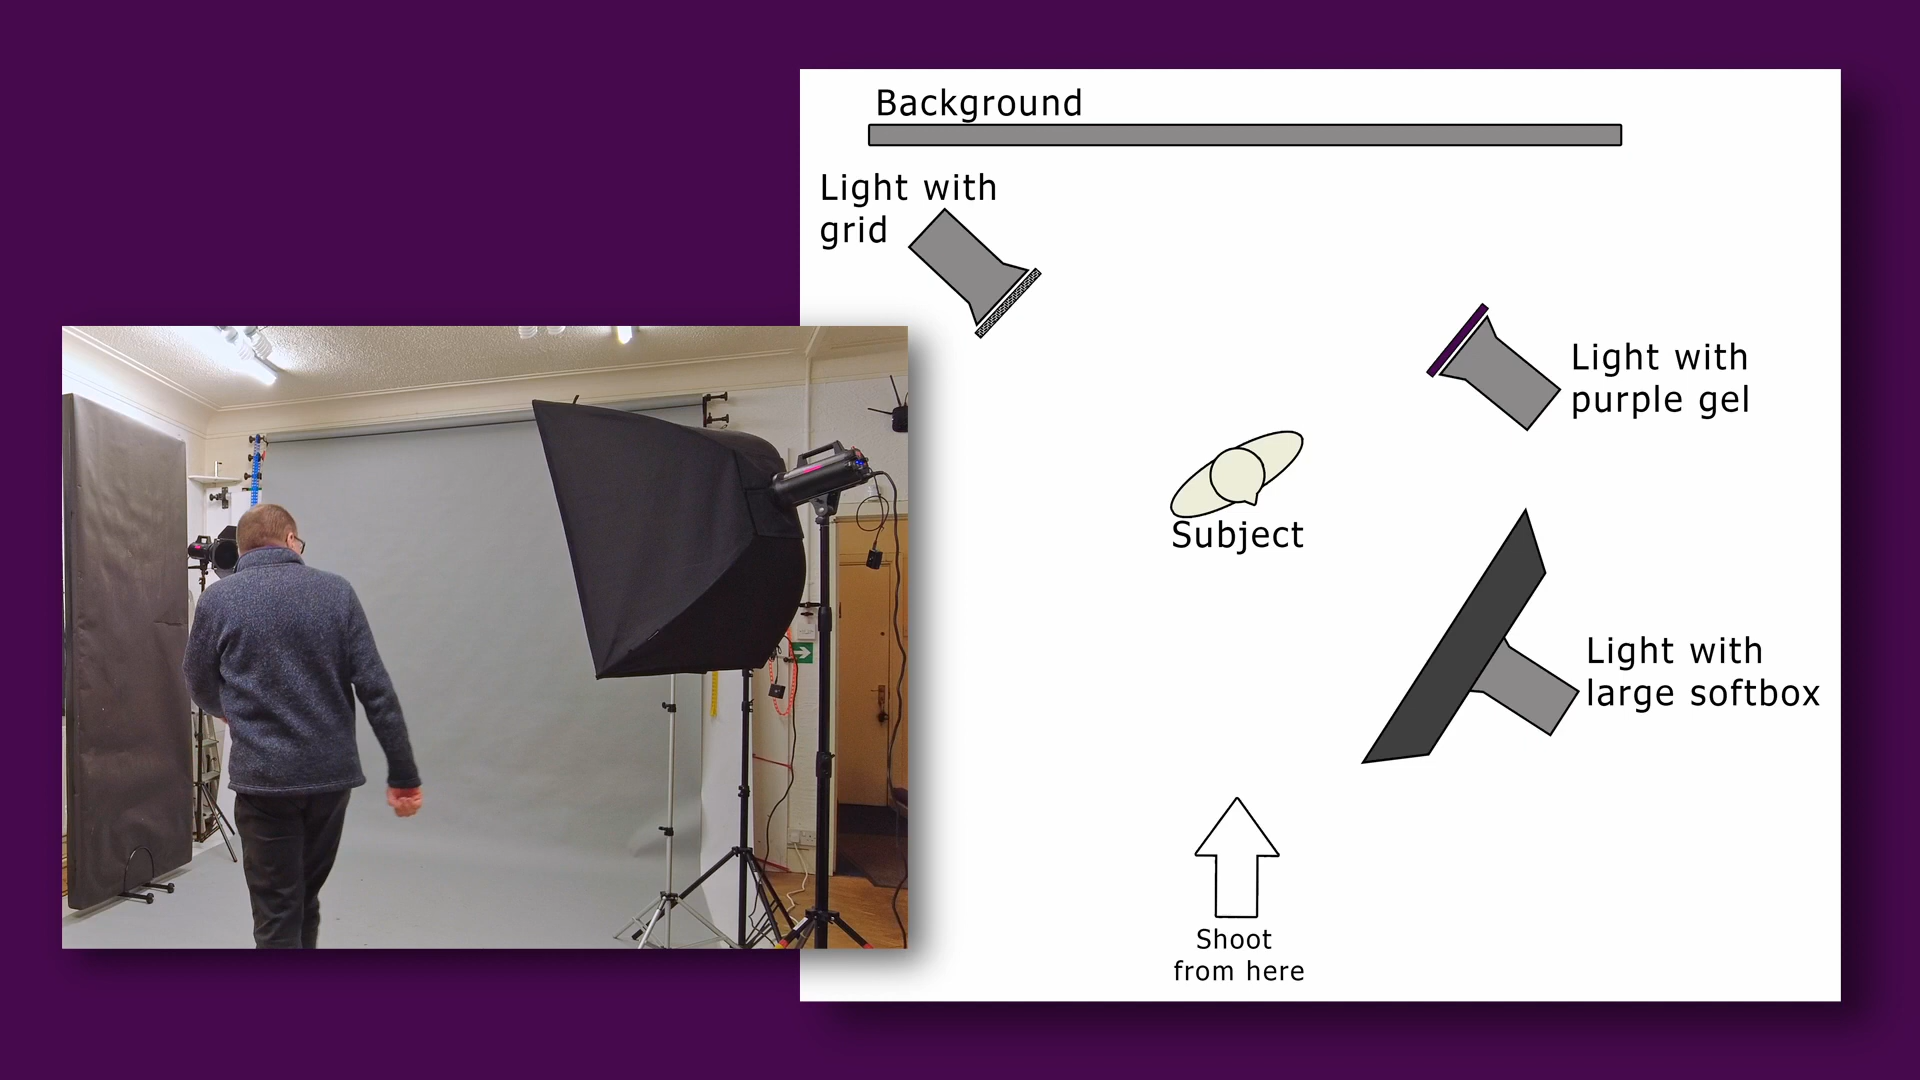 Background
Light with
grid
Light with
purple gel
Subject
Light with
large softbox
Shoot
from here